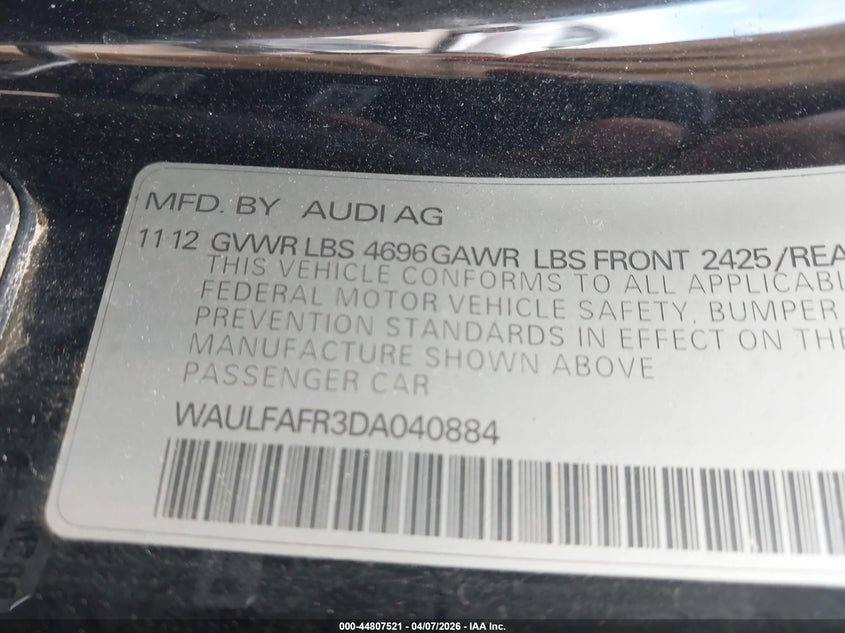 MFD. BY AUDI AG
11 12 GVWR LBS 4696 GAWR LBS FRONT 2425/REA
THIS VEHICLE CONFORMS TO ALL APPLICABL
FEDERAL MOTOR VEHICLE SAFETY, BUMPER
PREVENTION STANDARDS IN EFFECT ON THE
MANUFACTURE SHOWN ABOVE
PASSENGER CAR
WAULFAFR3DA040884
000-44807521 - 04/07/2026 - IAA Inc.